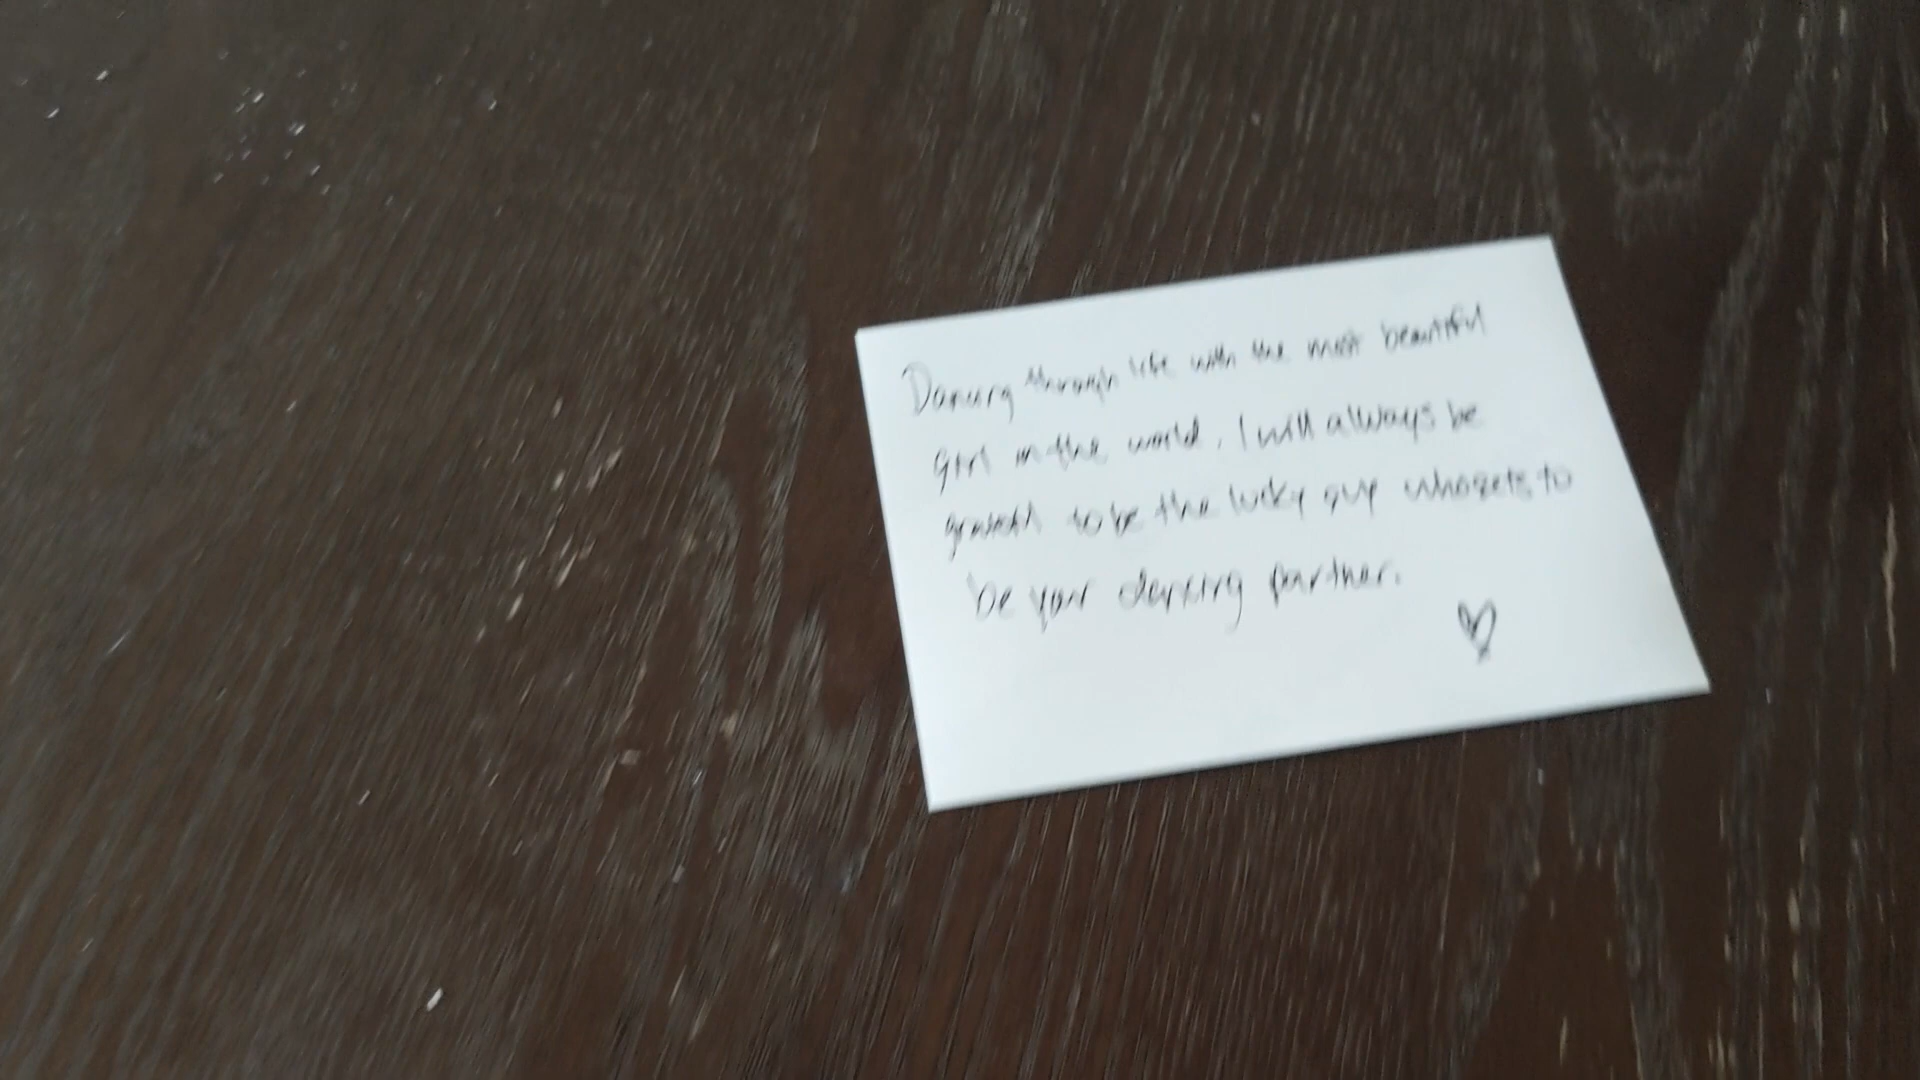 Dancing through life with the most beautiful
girl in the world. I will always be
grateful to be the lucky guy who gets to
be your dancing partner.